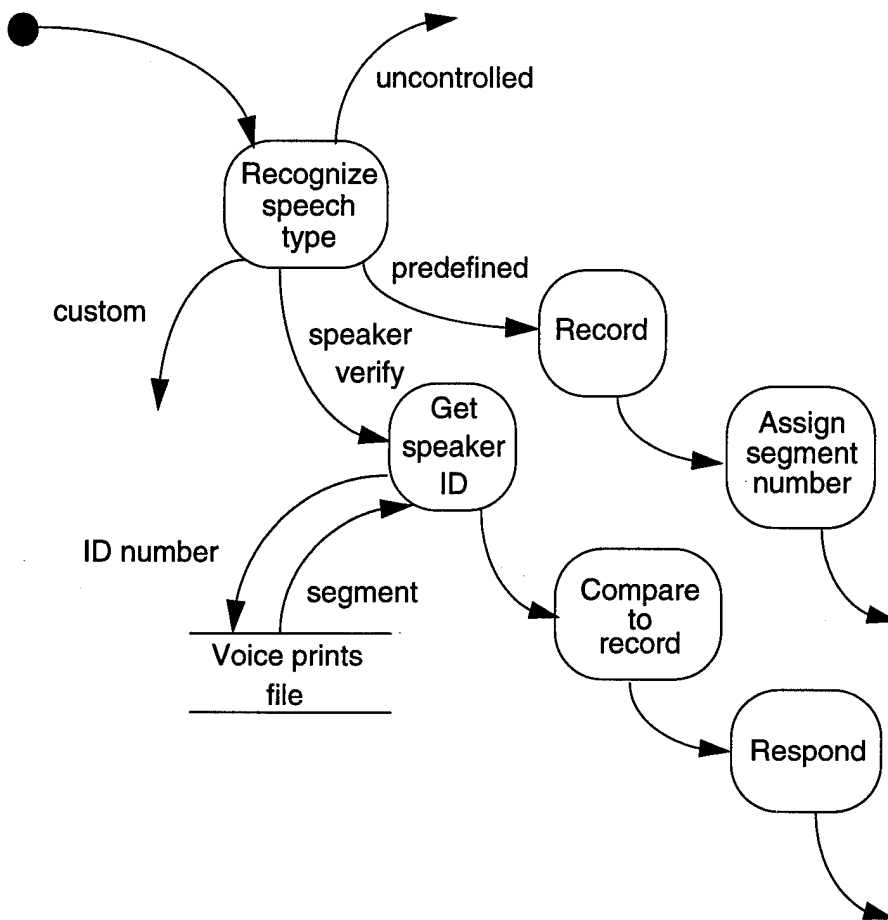 uncontrolled
Recognize
speech
type
predefined
custom
Record
speaker
verify
Get
speaker
ID
Assign
segment
number
ID number
segment
Compare
to
record
Voice prints
file
Respond